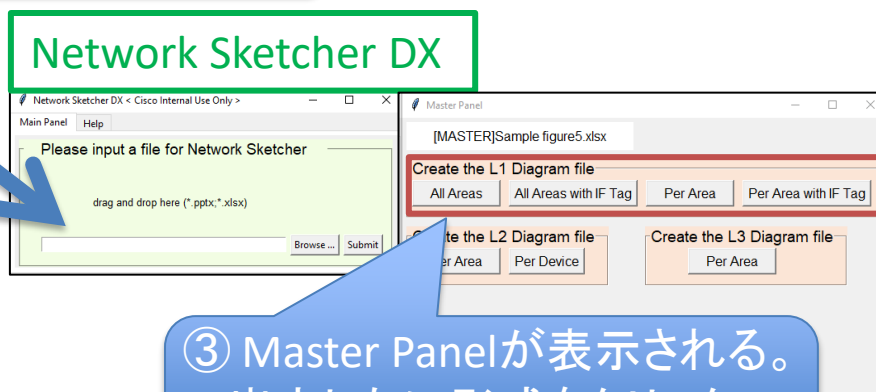 Network Sketcher DX
Network Sketcher DX < Cisco Internal Use Only >
Main Panel Help
Please input a file for Network Sketcher
drag and drop here (*.pptx;*.xlsx)
Browse ... Submit
Master Panel
[MASTER]Sample figure5.xlsx
Create the L1 Diagram file
All Areas All Areas with IF Tag Per Area Per Area with IF Tag
Create the L2 Diagram file
Per Area Per Device
Create the L3 Diagram file
Per Area
③ Master Panelが表示される。